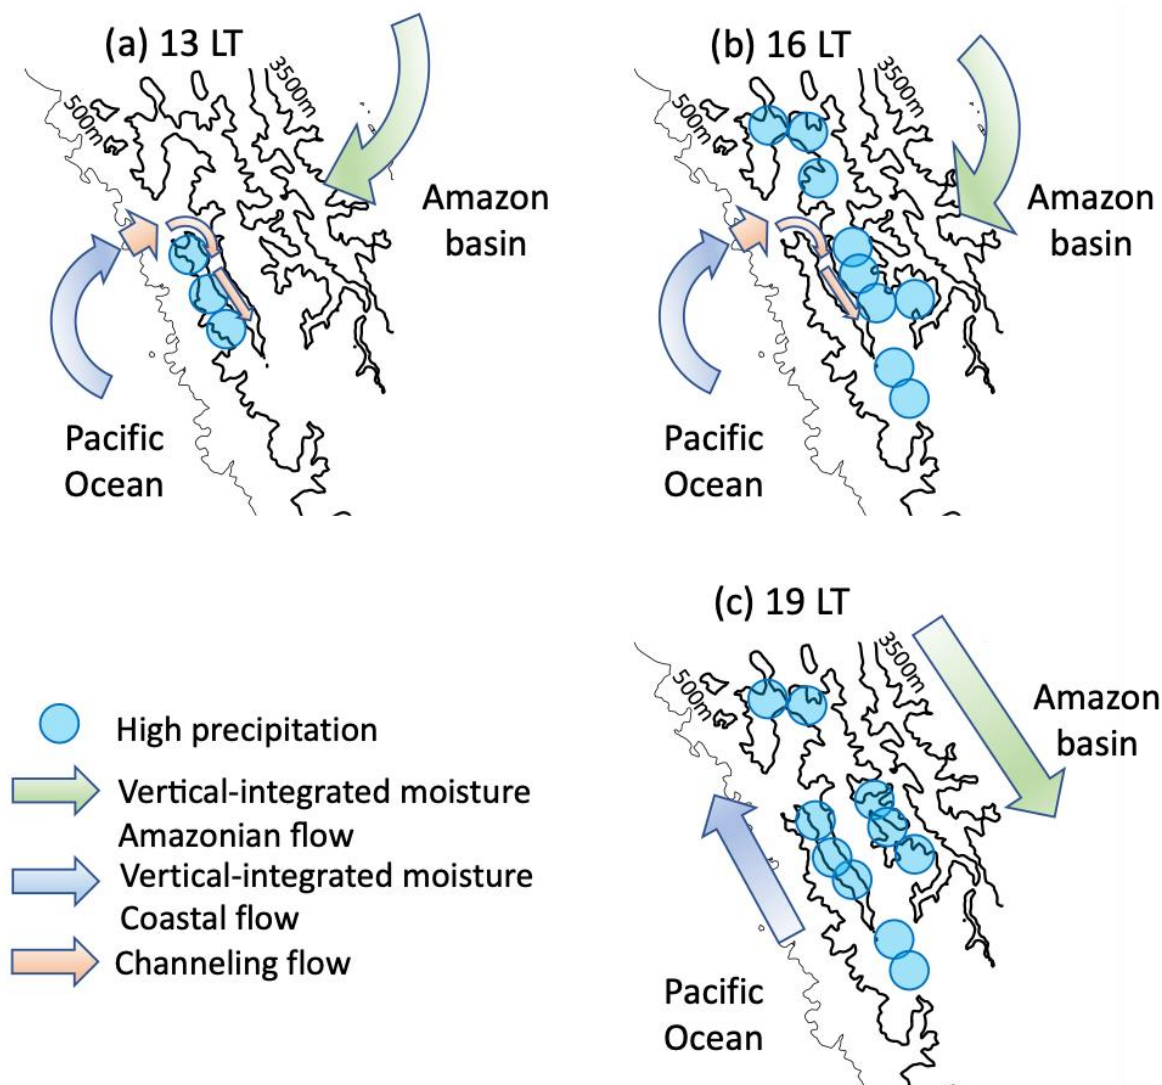 (a) 13 LT
500m
3500m
Amazon
basin
Pacific
Ocean
(b) 16 LT
500m
3500m
Amazon
basin
Pacific
Ocean
(c) 19 LT
500m
3500m
Amazon
basin
Pacific
Ocean
High precipitation
Vertical-integrated moisture
Amazonian flow
Vertical-integrated moisture
Coastal flow
Channeling flow